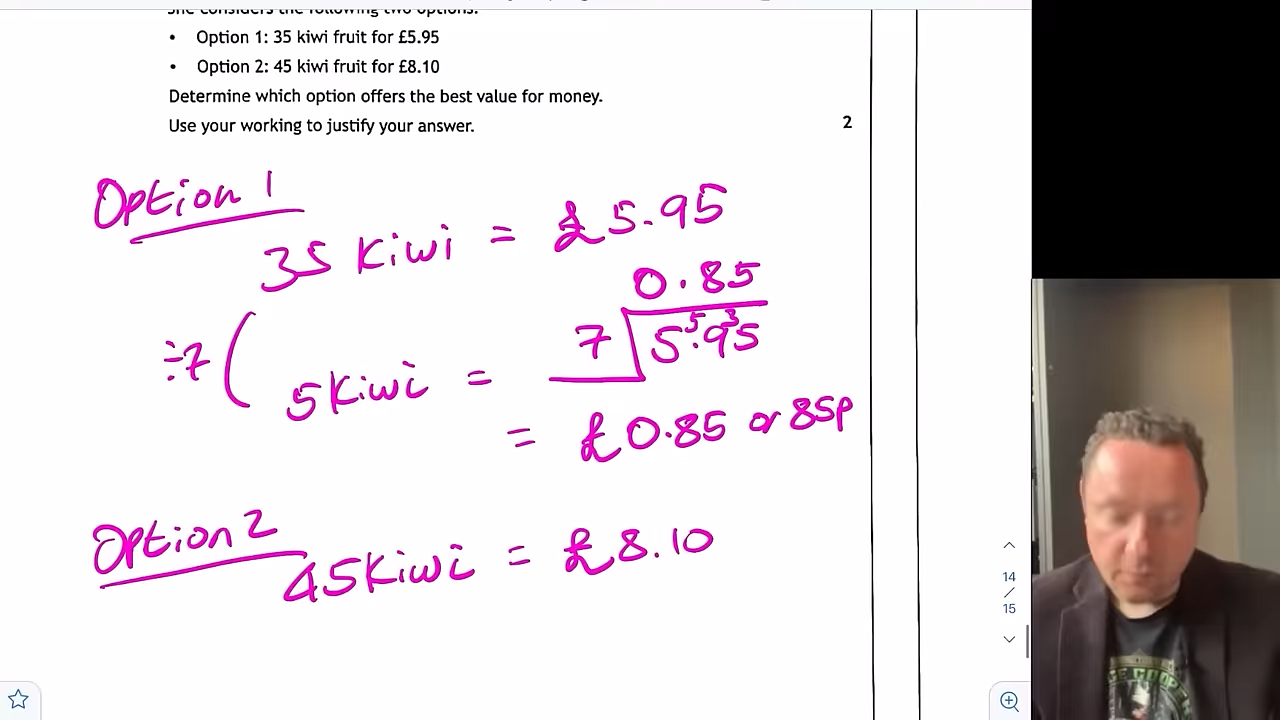 • Option 1: 35 kiwi fruit for £5.95
• Option 2: 45 kiwi fruit for £8.10
Determine which option offers the best value for money.
Use your working to justify your answer.
2
Option 1
35 Kiwi = £5.95
0.85
÷7 ( 5 Kiwi = 7 5.⁵9³5
= £0.85 or 85p
Option 2
45 Kiwi = £8.10
14
/
15